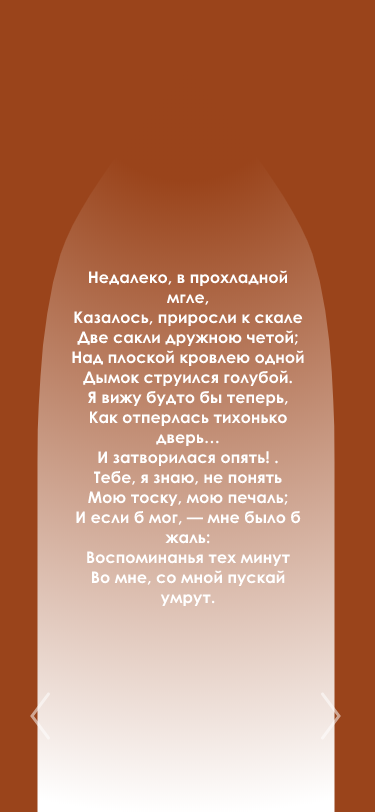 Недалеко, в прохладной
мгле,
Казалось, приросли к скале
Две сакли дружною четой;
Над плоской кровлею одной
Дымок струился голубой.
Я вижу будто бы теперь,
Как отперлась тихонько
дверь…
И затворилася опять! .
Тебе, я знаю, не понять
Мою тоску, мою печаль;
И если б мог, — мне было б
жаль:
Воспоминанья тех минут
Во мне, со мной пускай
умрут.